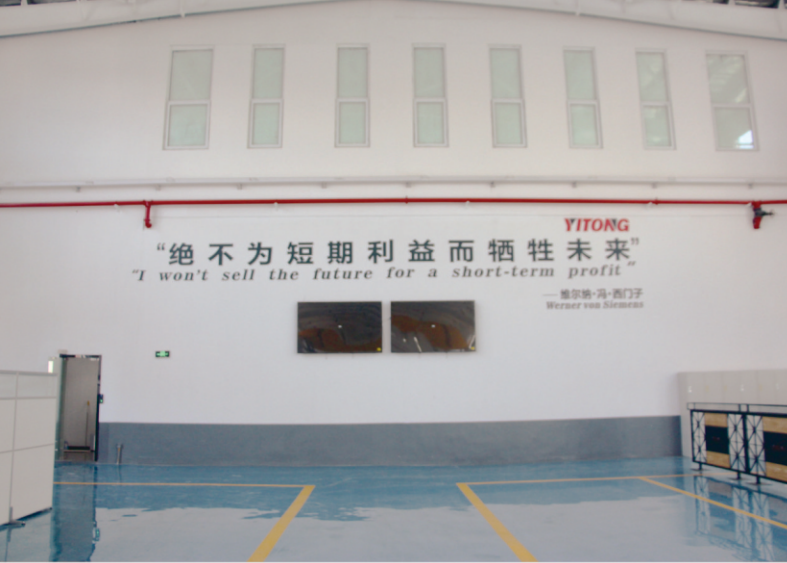 YITONG
“绝不为短期利益而牺牲未来”
“I won't sell the future for a short-term profit”
—— 维尔纳·冯·西门子
Werner von Siemens